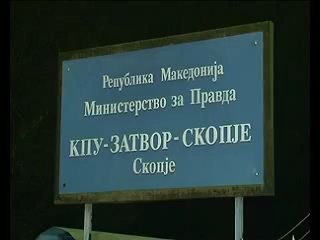 Република Македонија
Министерство за Правда
КПУ-ЗАТВОР-СКОПЈЕ
Скопје